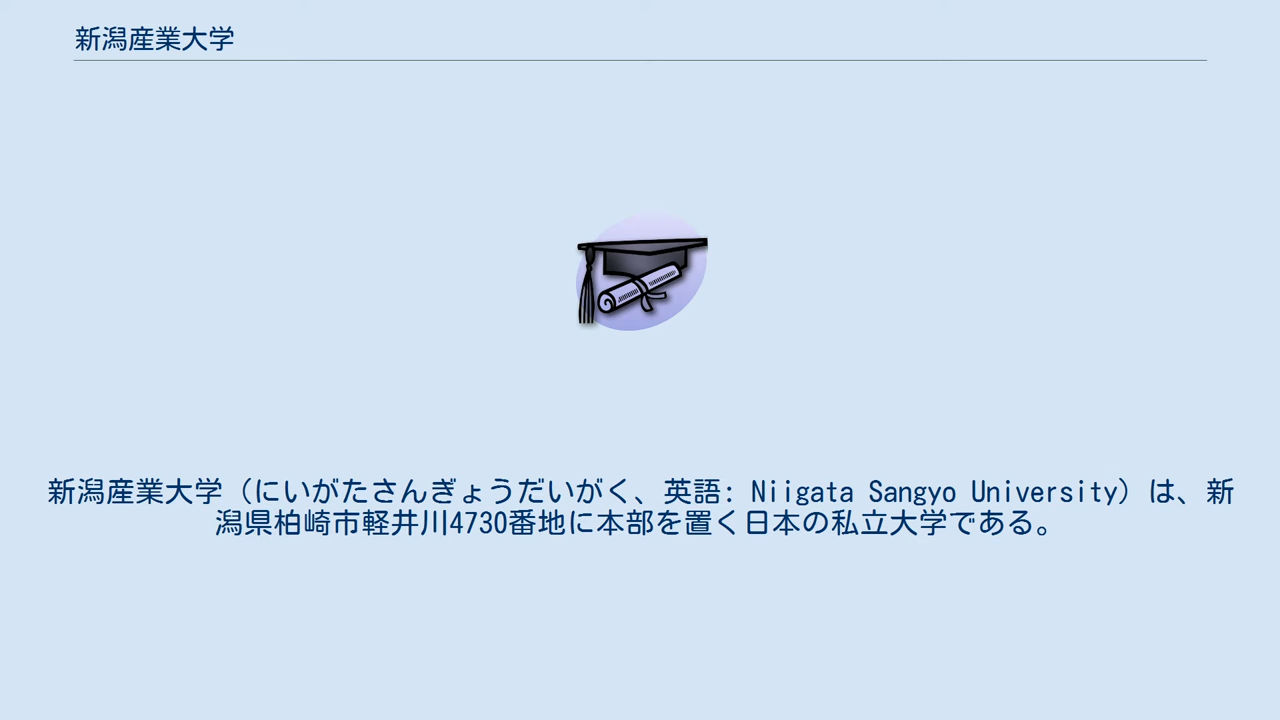 新潟産業大学
新潟産業大学（にいがたさんぎょうだいがく、英語: Niigata Sangyo University）は、新
潟県柏崎市軽井川4730番地に本部を置く日本の私立大学である。